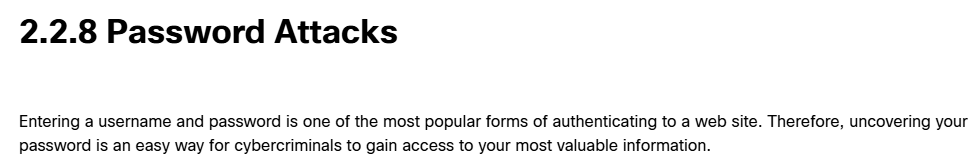 2.2.8 Password Attacks
Entering a username and password is one of the most popular forms of authenticating to a web site. Therefore, uncovering your
password is an easy way for cybercriminals to gain access to your most valuable information.